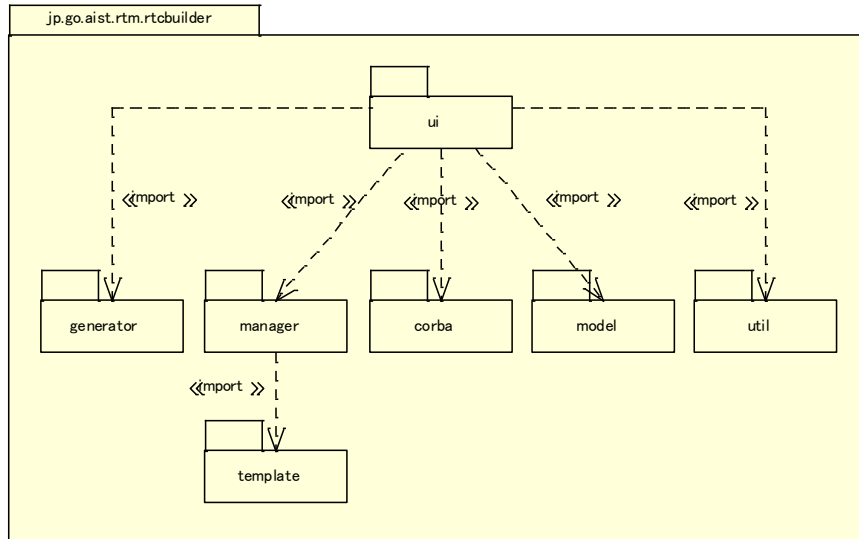 jp.go.aist.rtm.rtcbuilder
ui
«import »
«import »
«import »
«import »
«import »
generator
manager
corba
model
util
«import »
template